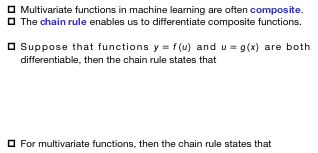 Multivariate functions in machine learning are often composite.
The chain rule enables us to differentiate composite functions.
Suppose that functions y = f(u) and u = g(x) are both
differentiable, then the chain rule states that
For multivariate functions, then the chain rule states that